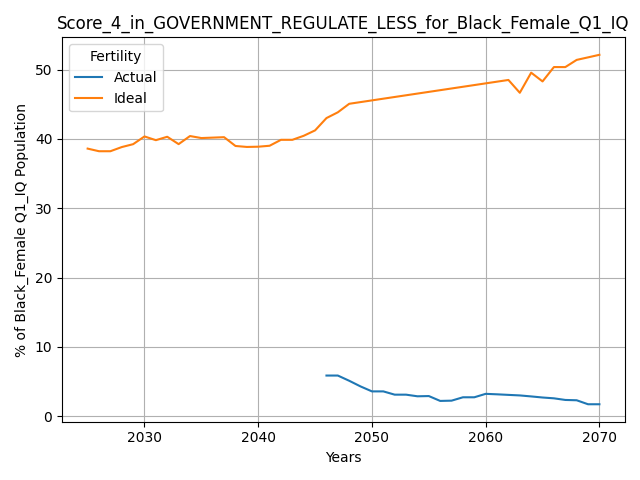 Score_4_in_GOVERNMENT_REGULATE_LESS_for_Black_Female_Q1_IQ
Fertility
Actual
Ideal
% of Black_Female Q1_IQ Population
50
40
30
20
10
0
2030 2040 2050 2060 2070
Years